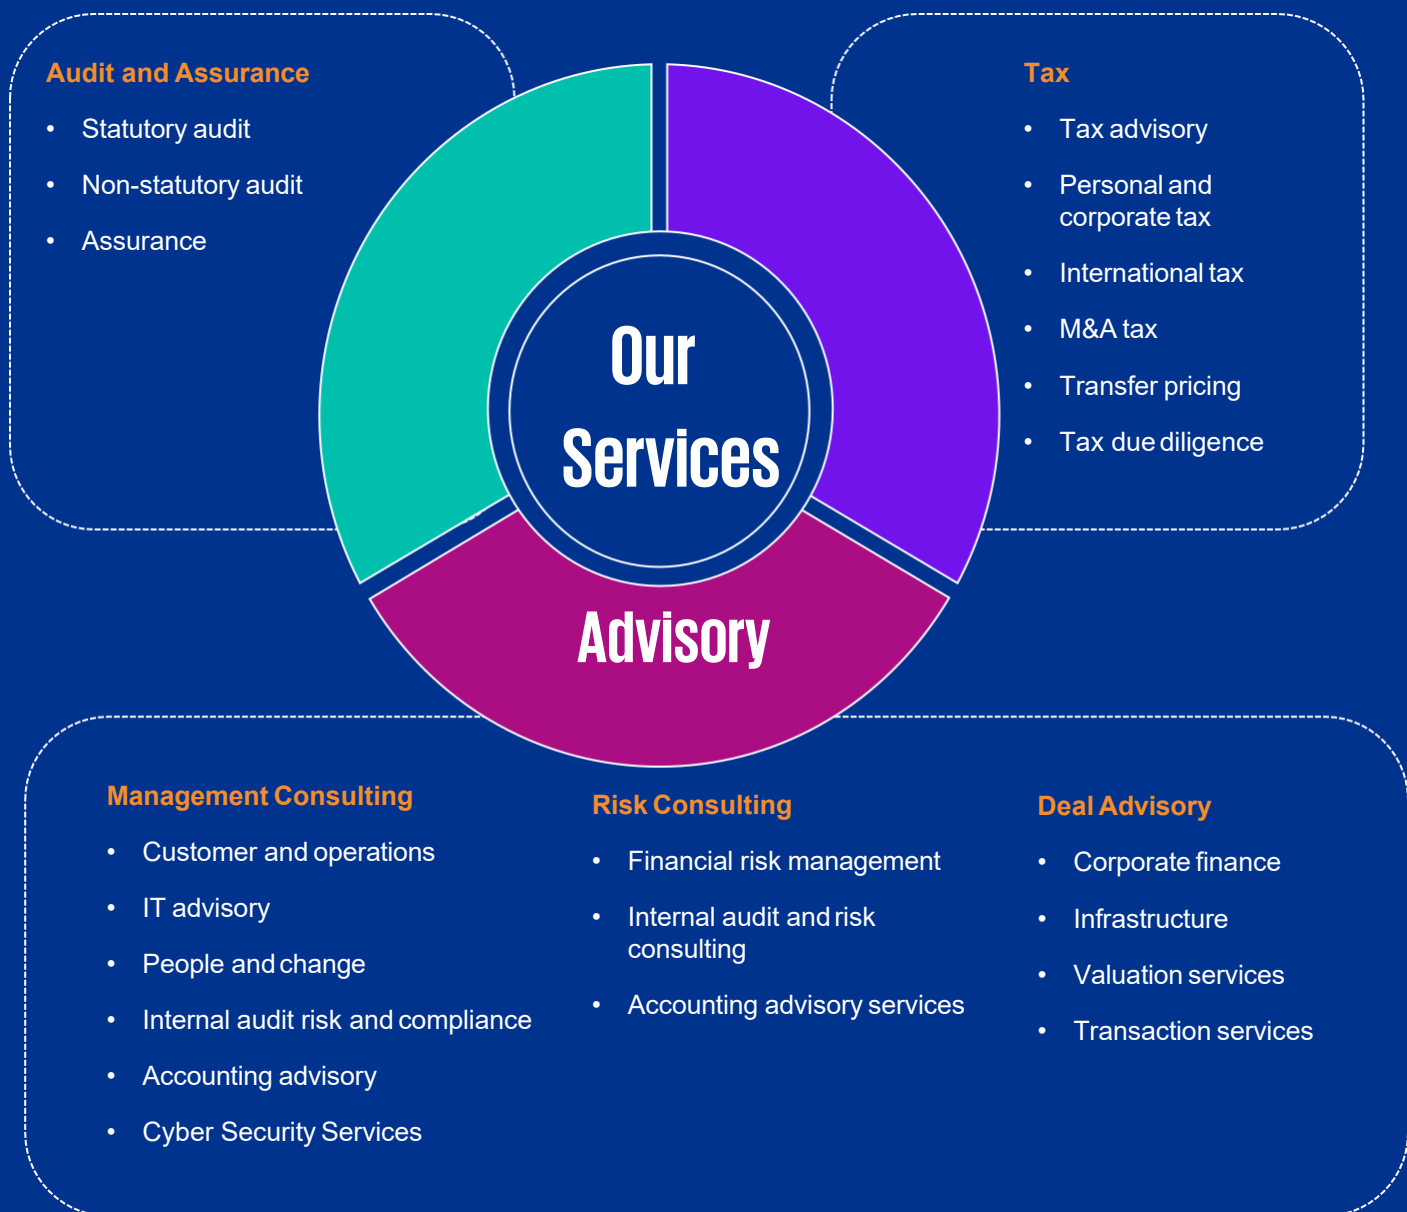 Audit and Assurance
• Statutory audit
• Non-statutory audit
• Assurance
Tax
• Tax advisory
• Personal and
corporate tax
• International tax
• M&A tax
• Transfer pricing
• Tax due diligence
Our
Services
Advisory
Management Consulting
• Customer and operations
• IT advisory
• People and change
• Internal audit risk and compliance
• Accounting advisory
• Cyber Security Services
Risk Consulting
• Financial risk management
• Internal audit and risk
consulting
• Accounting advisory services
Deal Advisory
• Corporate finance
• Infrastructure
• Valuation services
• Transaction services